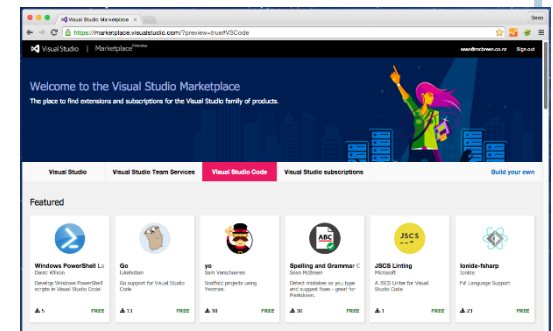 Visual Studio Marketplace
Sean
https://marketplace.visualstudio.com/?preview=true#VSCode
Visual Studio | Marketplace Preview
Sign out
Welcome to the Visual Studio Marketplace
The place to find extensions and subscriptions for the Visual Studio family of products.
Visual Studio Visual Studio Team Services Visual Studio Code Visual Studio subscriptions Build your own
Featured
ABC
JSCS
Windows PowerShell La
David Wilson
Develop Windows PowerShell
scripts in Visual Studio Code!
5 FREE
Go
lukehoban
Go support for Visual Studio
Code
13 FREE
yo
Sam Verschueren
Scaffold projects using
Yeoman.
FREE
Spelling and Grammar C
Sean McBreen
Detect mistakes as you type
and suggest fixes - great for
Markdown.
30 FREE
JSCS Linting
Microsoft
A JSCS Linter for Visual
Studio Code
1 FREE
Ionide-fsharp
Ionide
F# Language Support
23 FREE